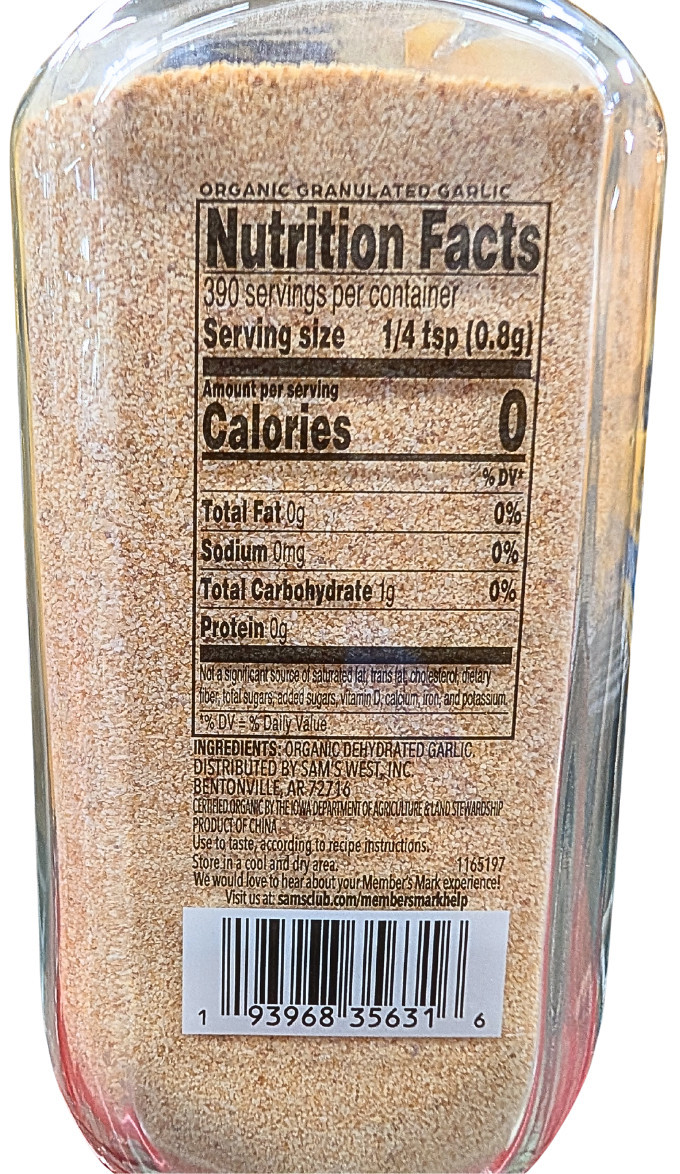 ORGANIC GRANULATED GARLIC
Nutrition Facts
390 servings per container
Serving size 1/4 tsp (0.8g)
Amount per serving
Calories 0
% DV*
Total Fat 0g 0%
Sodium 0mg 0%
Total Carbohydrate 1g 0%
Protein 0g
Not a significant source of saturated fat, trans fat, cholesterol, dietary
fiber, total sugars, added sugars, vitamin D, calcium, iron, and potassium.
*% DV = % Daily Value
INGREDIENTS: ORGANIC DEHYDRATED GARLIC.
DISTRIBUTED BY SAM'S WEST, INC.
BENTONVILLE, AR 72716
CERTIFIED ORGANIC BY THE IOWA DEPARTMENT OF AGRICULTURE & LAND STEWARDSHIP
PRODUCT OF CHINA
Use to taste, according to recipe instructions.
Store in a cool and dry area. 1165197
We would love to hear about your Member's Mark experience!
Visit us at: samsclub.com/membersmarkhelp
1 93968 35631 6